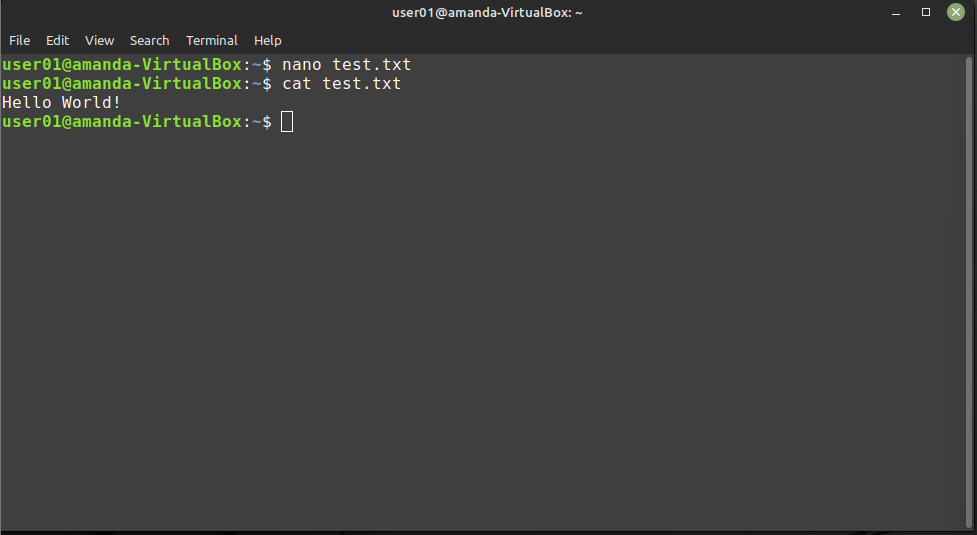 user01@amanda-VirtualBox: ~
File Edit View Search Terminal Help
user01@amanda-VirtualBox:~$ nano test.txt
user01@amanda-VirtualBox:~$ cat test.txt
Hello World!
user01@amanda-VirtualBox:~$